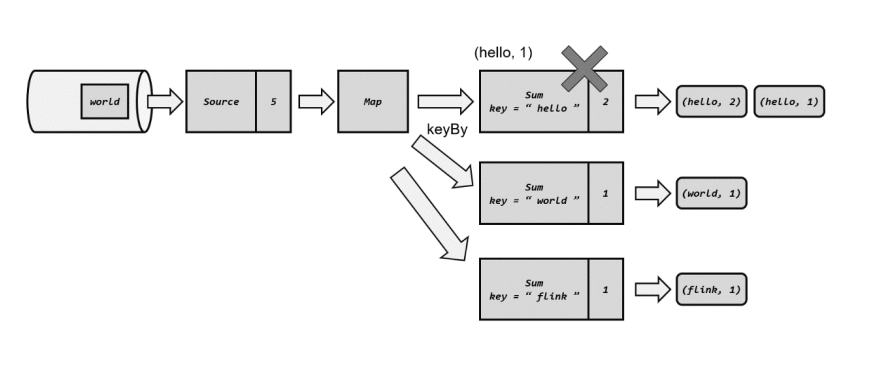 (hello, 1)
world
Source
5
Map
Sum
key = “ hello ”
2
(hello, 2)
(hello, 1)
keyBy
Sum
key = “ world ”
1
(world, 1)
Sum
key = “ flink ”
1
(flink, 1)